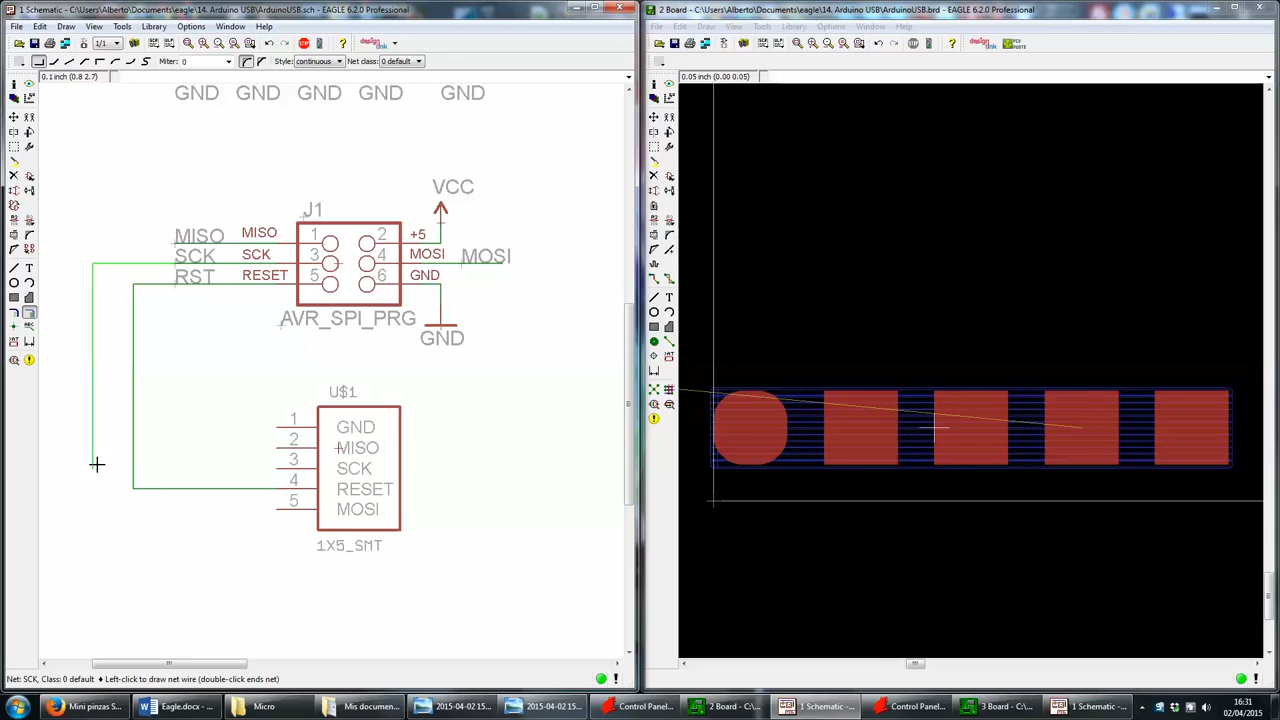 1 Schematic - C:\Users\Alberto\Documents\eagle\14. Arduino USB\ArduinoUSB.sch - EAGLE 6.2.0 Professional
File Edit Draw View Tools Library Options Window Help
1/1
design link
Miter: 0 Style: continuous Net class: 0 default
0.1 inch (0.8 2.7)
GND GND GND GND GND
VCC
J1
MISO MISO 1 2 +5
SCK SCK 3 4 MOSI MOSI
RST RESET 5 6 GND
AVR_SPI_PRG
GND
U$1
1 GND
2 MISO
3 SCK
4 RESET
5 MOSI
1X5_SMT
Net: SCK, Class: 0 default ♦ Left-click to draw net wire (double-click ends net)
2 Board - C:\Users\Alberto\Documents\eagle\14. Arduino USB\ArduinoUSB.brd - EAGLE 6.2.0 Professional
File Edit Draw View Tools Library Options Window Help
design link
0.05 inch (0.00 0.05)
Mini pinzas S... Eagle.docx - ... Micro Mis documen... 2015-04-02 15... 2015-04-02 15... Control Panel... 2 Board - C:\... 1 Schematic -... Control Panel... 3 Board - C:\... 1 Schematic -...
16:31
02/04/2015